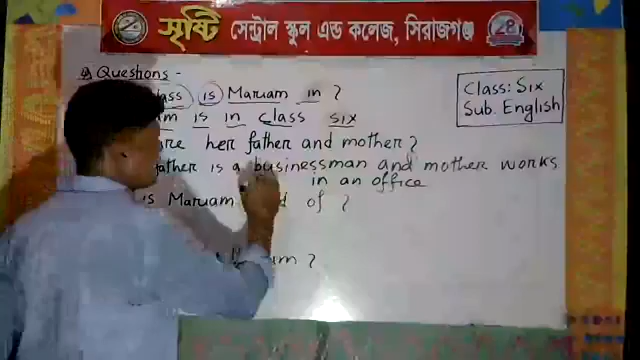 সৃষ্টি সেন্ট্রাল স্কুল এন্ড কলেজ, সিরাজগঞ্জ
28
Questions -
is Mariam in ?
is in class six
her father and mother?
father is a businessman and mother works
in an office
is Mariam of ?
?
Class: Six
Sub. English